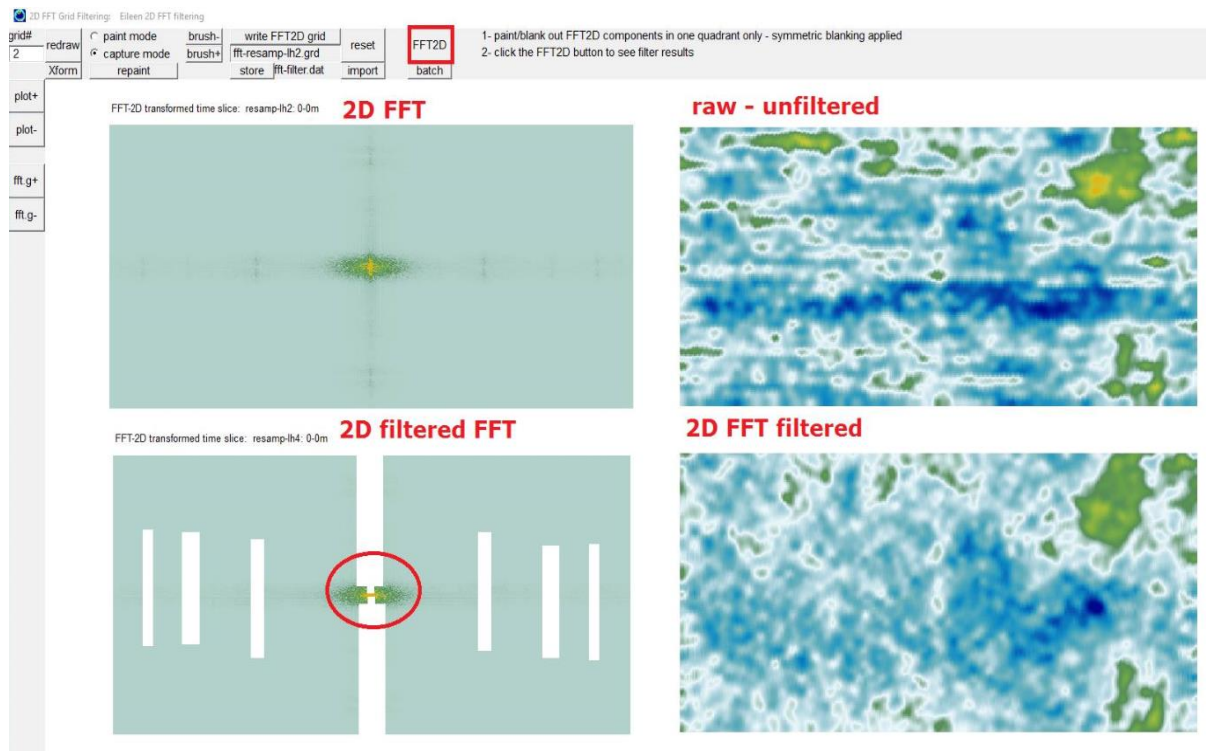 2D FFT Grid Filtering: Eileen 2D FFT filtering
grid#
2
redraw
Xform
paint mode
capture mode
repaint
brush-
brush+
write FFT2D grid
fft-resamp-lh2.grd
store fft-filter.dat
reset
import
FFT2D
batch
1- paint/blank out FFT2D components in one quadrant only - symmetric blanking applied
2- click the FFT2D button to see filter results
plot+
plot-
fft.g+
fft.g-
FFT-2D transformed time slice: resamp-lh2: 0-0m
2D FFT
raw - unfiltered
FFT-2D transformed time slice: resamp-lh4: 0-0m
2D filtered FFT
2D FFT filtered